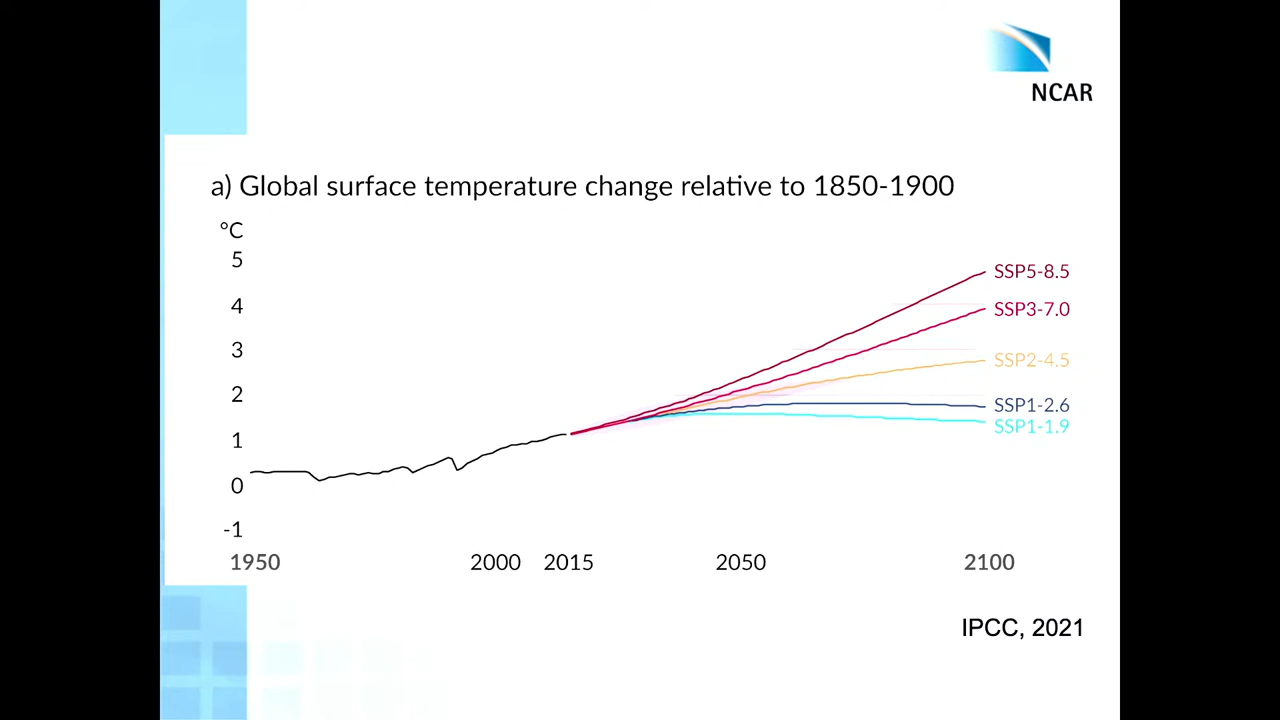 NCAR
a) Global surface temperature change relative to 1850-1900
°C
5
4
3
2
1
0
-1
SSP5-8.5
SSP3-7.0
SSP2-4.5
SSP1-2.6
SSP1-1.9
1950 2000 2015 2050 2100
IPCC, 2021